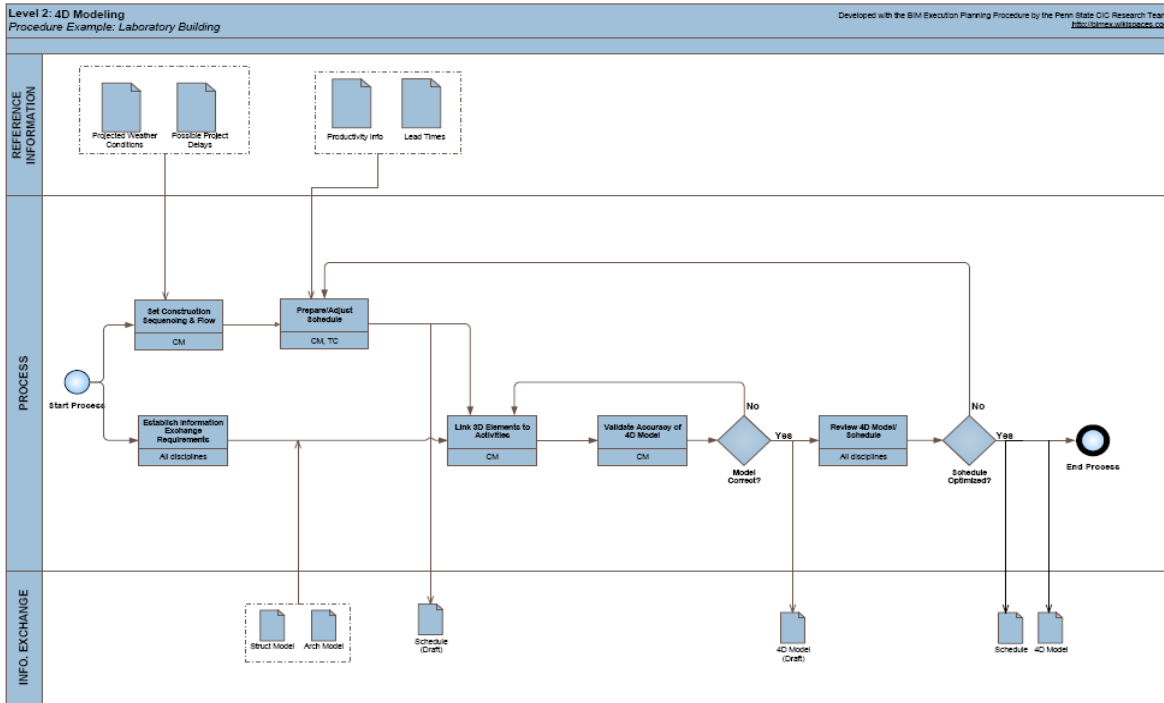 Level 2: 4D Modeling
Procedure Example: Laboratory Building
Developed with the BIM Execution Planning Procedure by the Penn State CIC Research Team
http://bimex.wikispaces.com
REFERENCE
INFORMATION
Projected Weather
Conditions
Possible Project
Delays
Productivity Info
Lead Times
PROCESS
Start Process
Set Construction
Sequencing & Flow
CM
Prepare/Adjust
Schedule
CM, TC
Establish Information
Exchange
Requirements
All disciplines
Link 3D Elements to
Activities
CM
Validate Accuracy of
4D Model
CM
No
Yes
Model
Correct?
Review 4D Model/
Schedule
All disciplines
No
Yes
Schedule
Optimized?
End Process
INFO. EXCHANGE
Struct Model
Arch Model
Schedule
(Draft)
4D Model
(Draft)
Schedule
4D Model